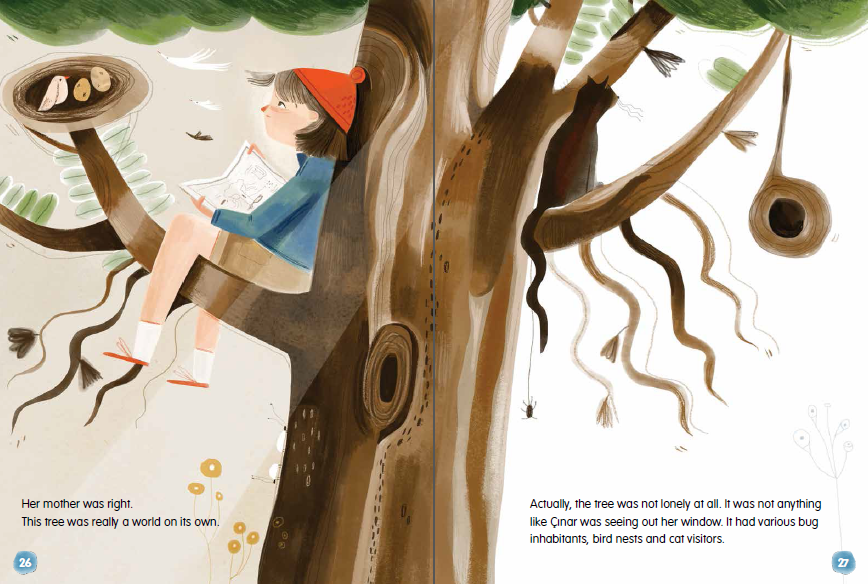 Her mother was right.
This tree was really a world on its own.
26
Actually, the tree was not lonely at all. It was not anything
like Çınar was seeing out her window. It had various bug
inhabitants, bird nests and cat visitors.
27